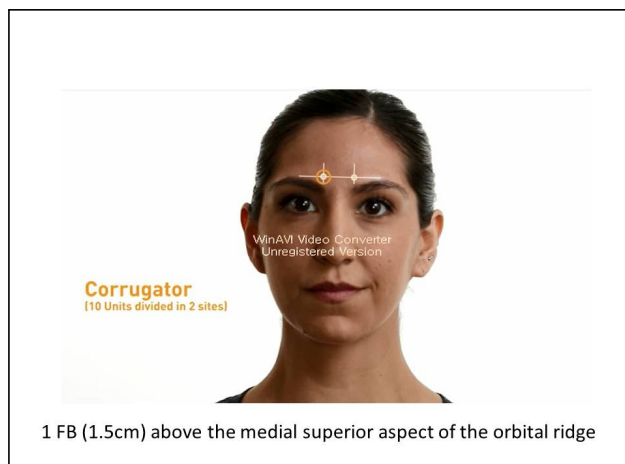 WinAVI Video Converter
Unregistered Version
Corrugator
(10 Units divided in 2 sites)
1 FB (1.5cm) above the medial superior aspect of the orbital ridge